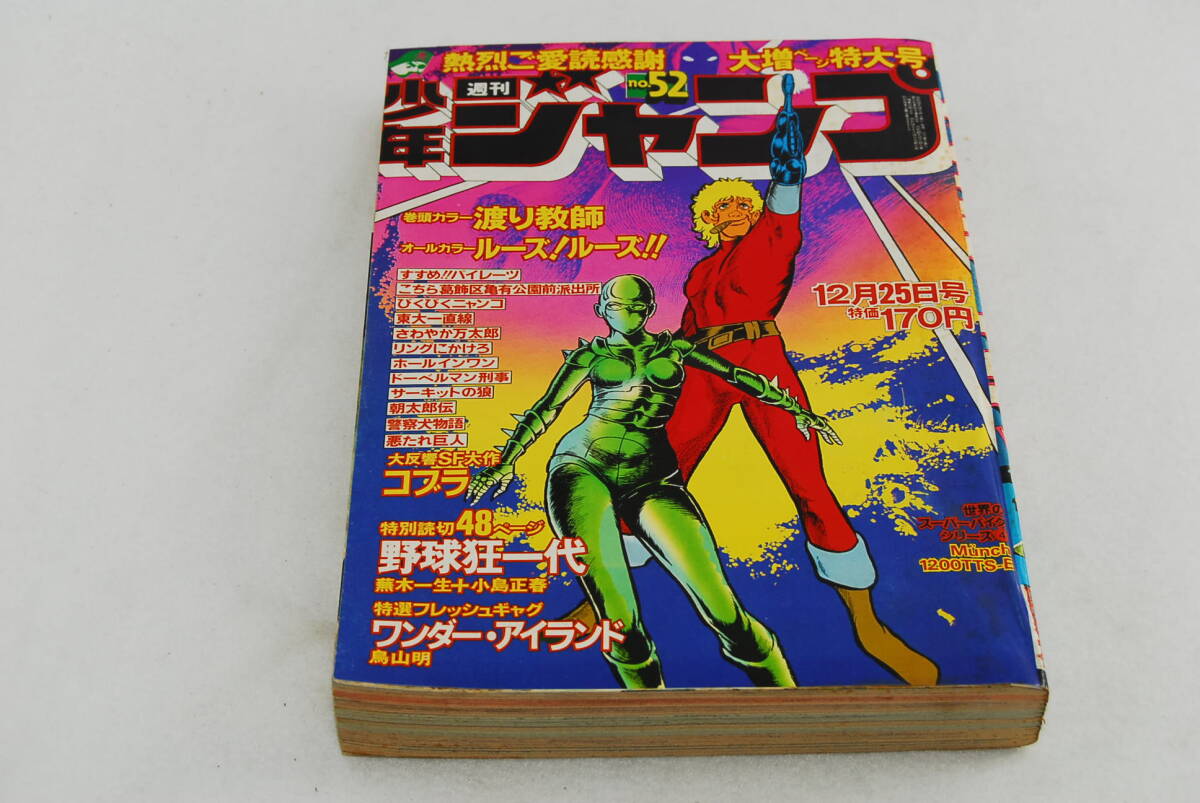 熱烈ご愛読感謝
大増ページ特大号
週刊
少年ジャンプ
no.52
巻頭カラー 渡り教師
オールカラー ルーズ!ルーズ!!
すすめ!!パイレーツ
こちら葛飾区亀有公園前派出所
ぴくぴくニャンコ
東大一直線
さわやか万太郎
リングにかけろ
ホールインワン
ドーベルマン刑事
サーキットの狼
朝太郎伝
警察犬物語
悪たれ巨人
大反響SF大作
コブラ
特別読切48ページ
野球狂一代
蕪木一生+小島正春
特選フレッシュギャグ
ワンダー・アイランド
鳥山明
12月25日号
特価170円
世界の
スーパーバイク
シリーズ4
Münch
1200TTS-E